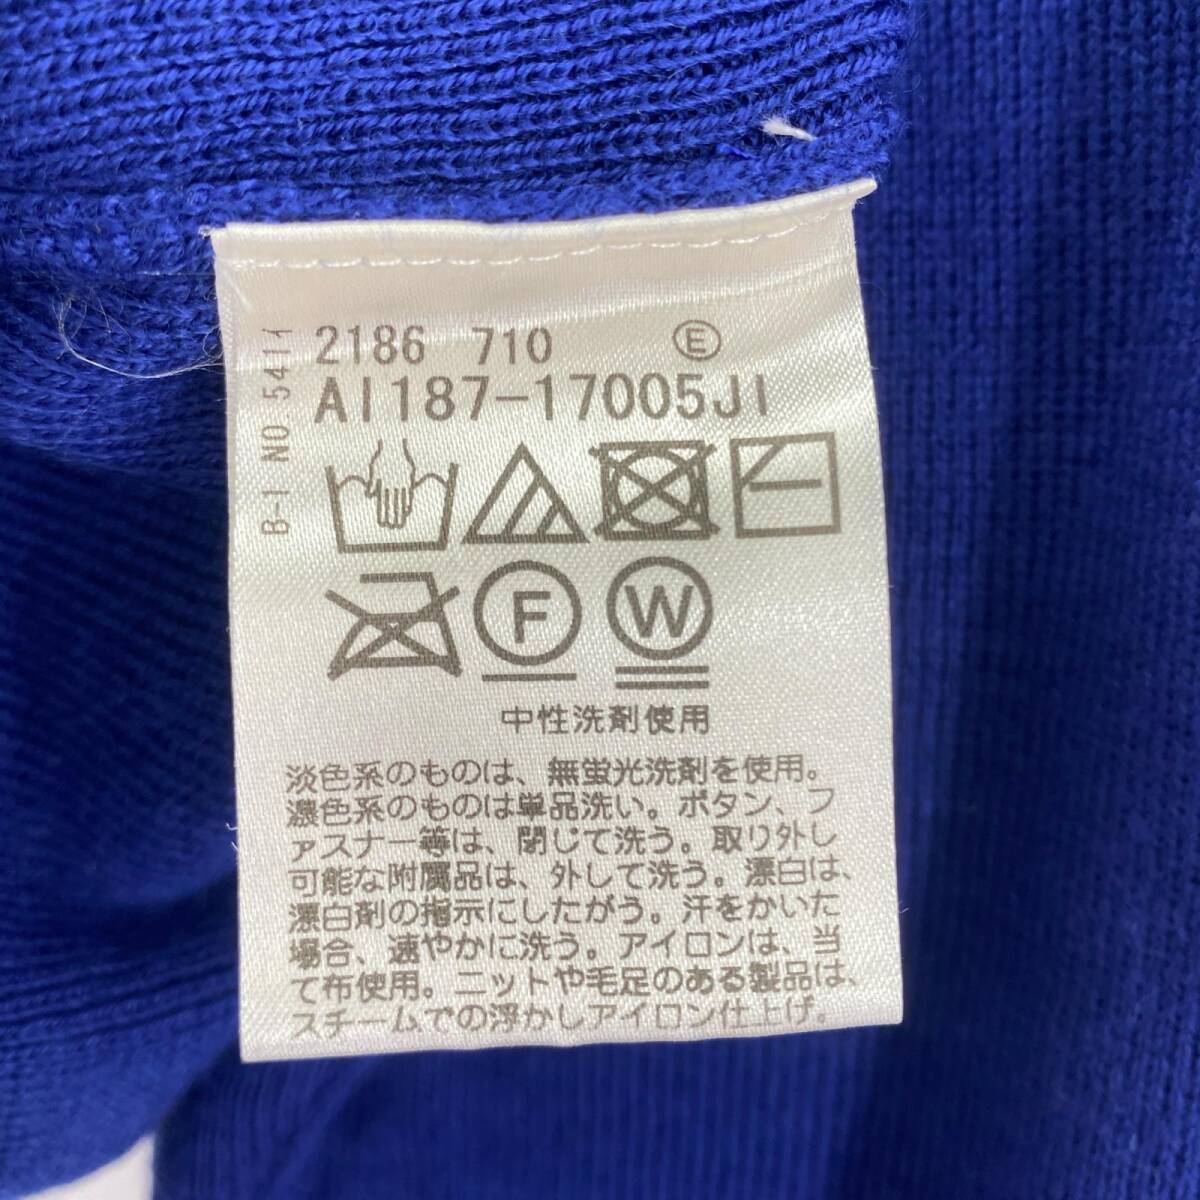 2186 710 Ⓔ
AI187-17005JI
B-1 NO.5411
F
W
中性洗剤使用
淡色系のものは、無蛍光洗剤を使用。
濃色系のものは単品洗い。ボタン、フ
ァスナー等は、閉じて洗う。取り外し
可能な附属品は、外して洗う。漂白は、
漂白剤の指示にしたがう。汗をかいた
場合、速やかに洗う。アイロンは、当
て布使用。ニットや毛足のある製品は、
スチームでの浮かしアイロン仕上げ。